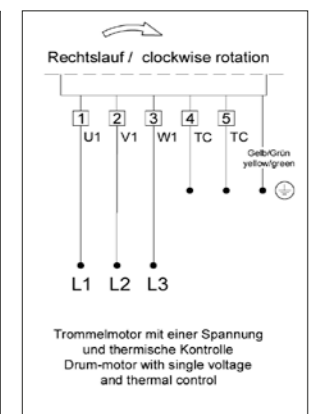 Rechtslauf / clockwise rotation
1 2 3 4 5
U1 V1 W1 TC TC
Gelb/Grün
yellow/green
L1 L2 L3
Trommelmotor mit einer Spannung
und thermische Kontrolle
Drum-motor with single voltage
and thermal control